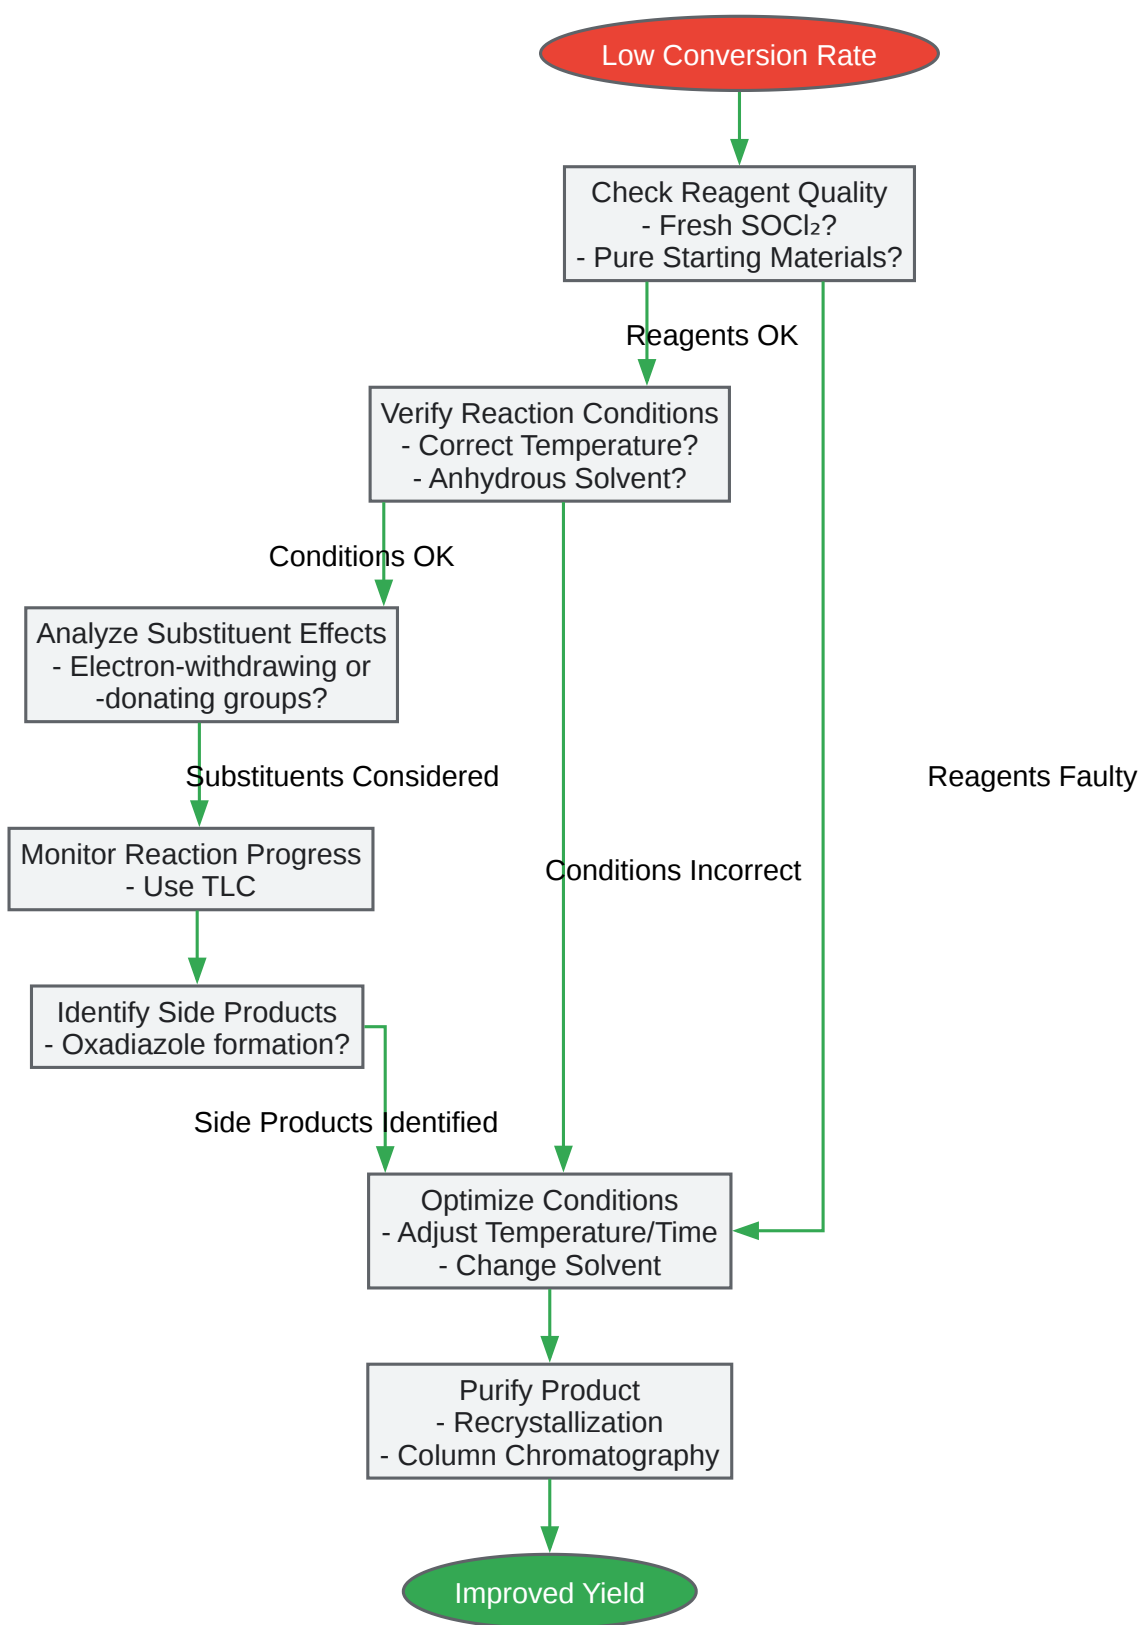 Low Conversion Rate
Check Reagent Quality
- Fresh SOCl₂?
- Pure Starting Materials?
Reagents OK
Verify Reaction Conditions
- Correct Temperature?
- Anhydrous Solvent?
Conditions OK
Analyze Substituent Effects
- Electron-withdrawing or
-donating groups?
Substituents Considered
Reagents Faulty
Monitor Reaction Progress
- Use TLC
Conditions Incorrect
Identify Side Products
- Oxadiazole formation?
Side Products Identified
Optimize Conditions
- Adjust Temperature/Time
- Change Solvent
Purify Product
- Recrystallization
- Column Chromatography
Improved Yield